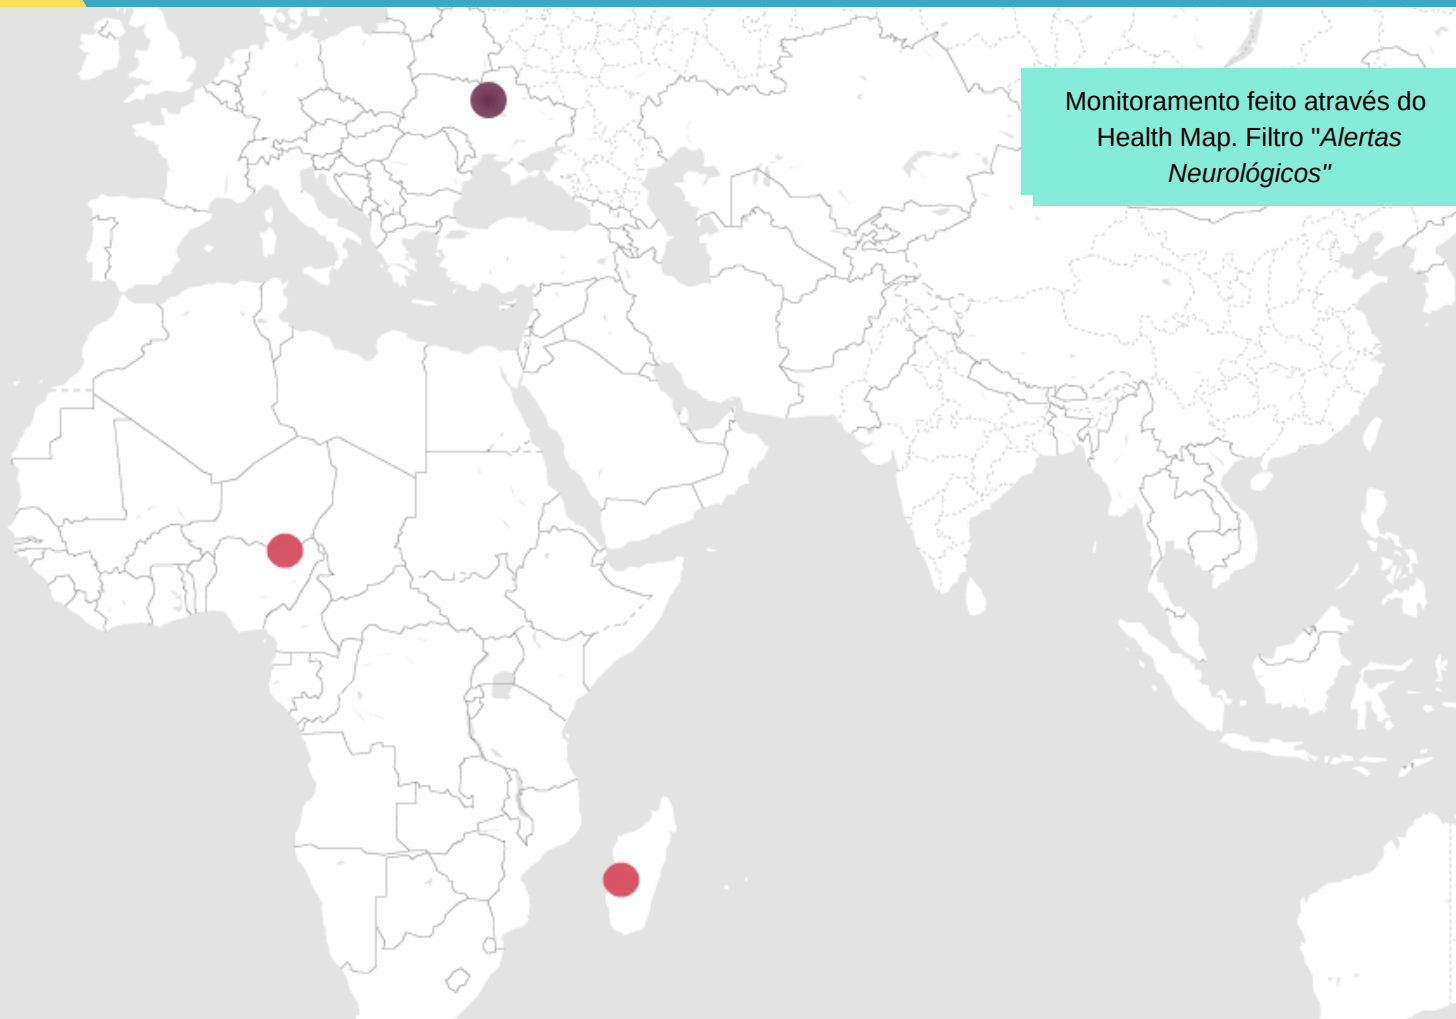 Monitoramento feito através do
Health Map. Filtro "Alertas
Neurológicos"